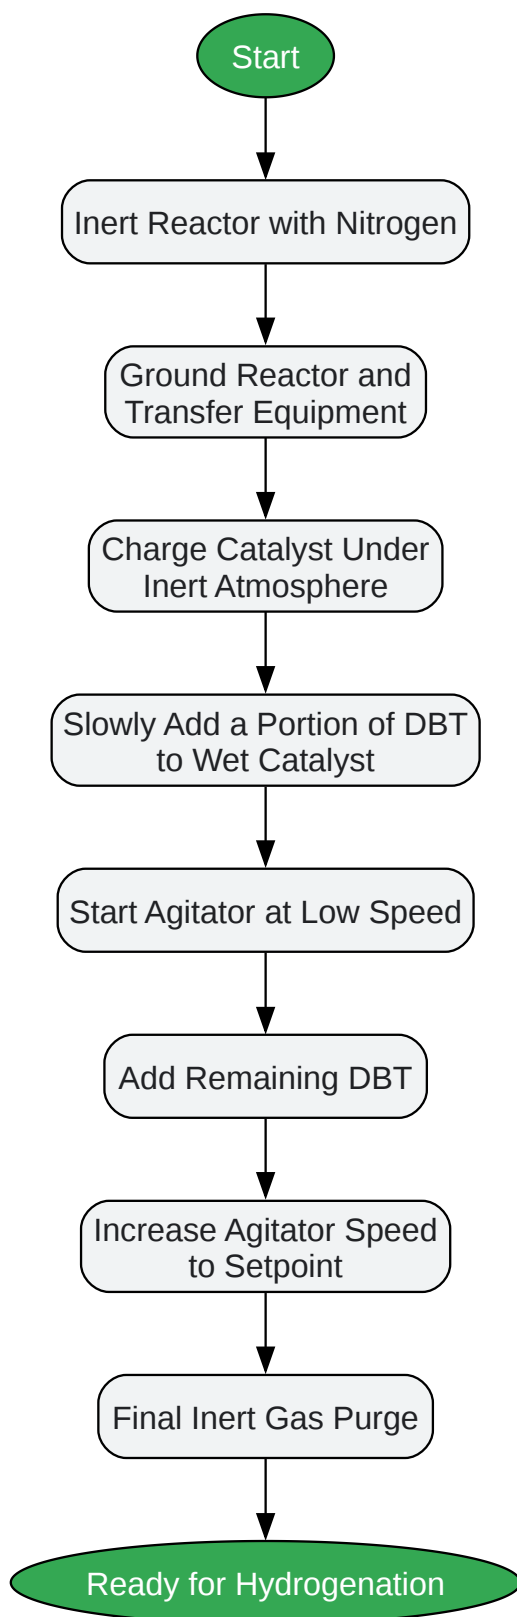 Start
Inert Reactor with Nitrogen
Ground Reactor and
Transfer Equipment
Charge Catalyst Under
Inert Atmosphere
Slowly Add a Portion of DBT
to Wet Catalyst
Start Agitator at Low Speed
Add Remaining DBT
Increase Agitator Speed
to Setpoint
Final Inert Gas Purge
Ready for Hydrogenation